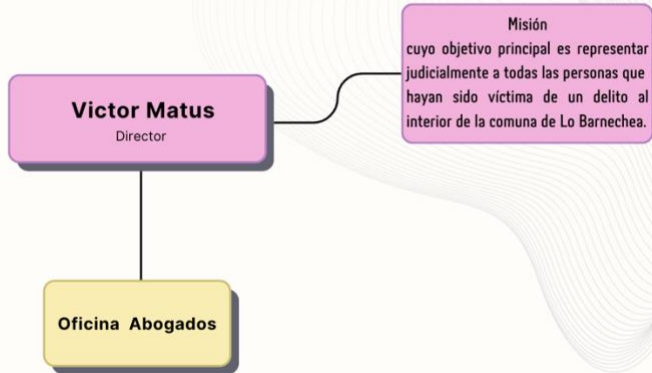 Misión
cuyo objetivo principal es representar
judicialmente a todas las personas que
hayan sido víctima de un delito al
interior de la comuna de Lo Barnechea.
Victor Matus
Director
Oficina Abogados